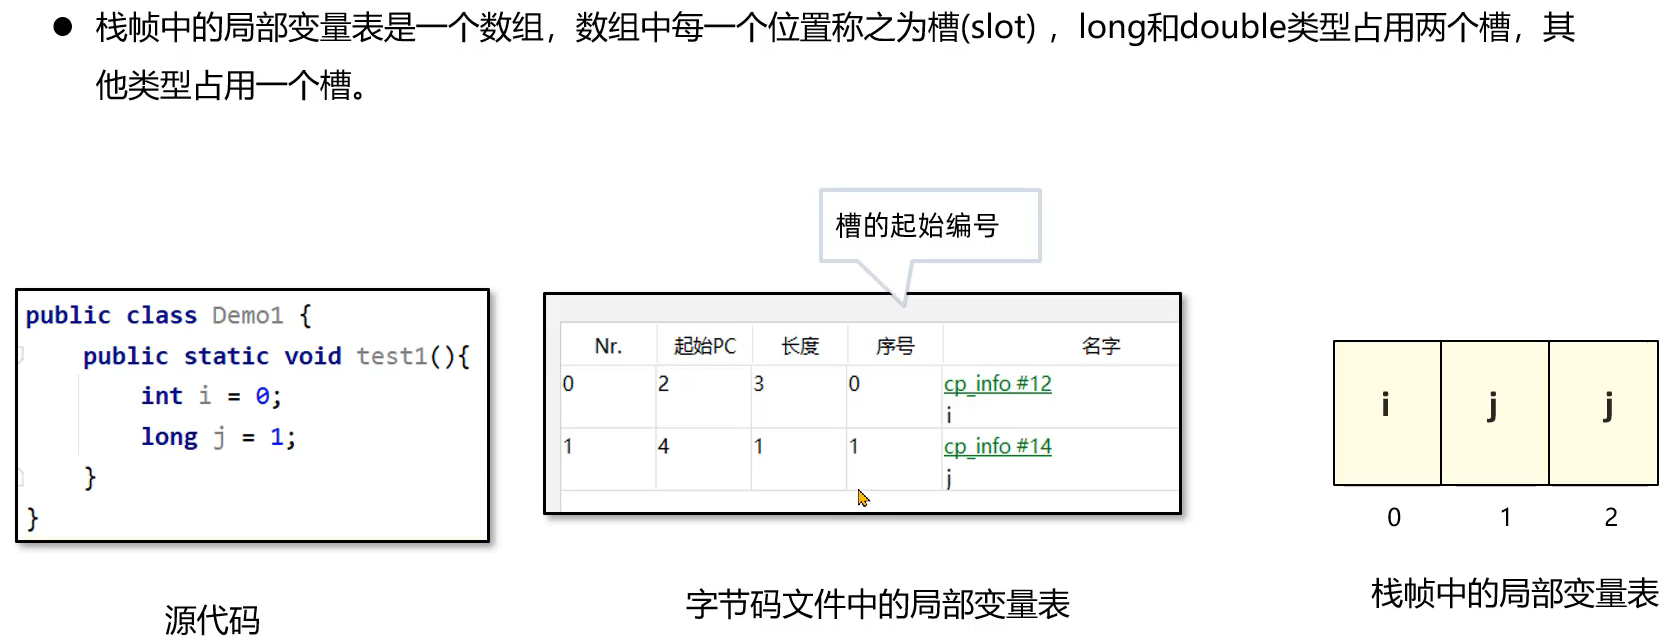 ● 栈帧中的局部变量表是一个数组，数组中每一个位置称之为槽(slot) ，long和double类型占用两个槽，其
他类型占用一个槽。
槽的起始编号
public class Demo1 {
public static void test1(){
int i = 0;
long j = 1;
}
}
源代码
Nr. 起始PC 长度 序号 名字
0 2 3 0 cp_info #12
i
1 4 1 1 cp_info #14
j
字节码文件中的局部变量表
i j j
0 1 2
栈帧中的局部变量表